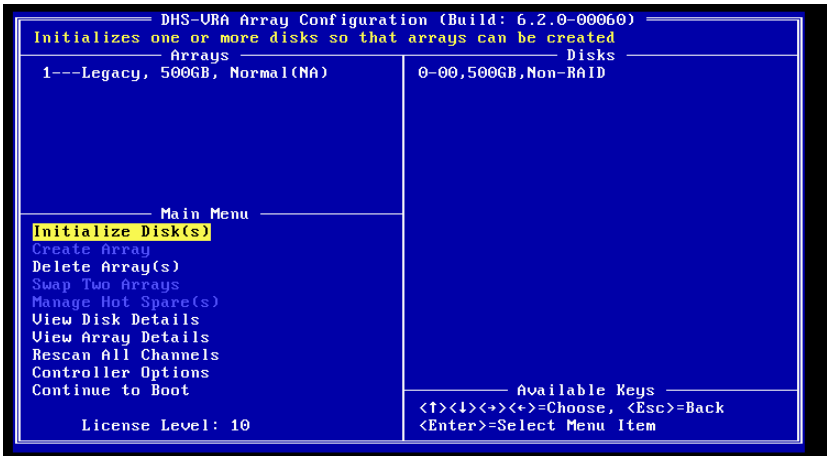 DHS-VRA Array Configuration (Build: 6.2.0-00060)
Initializes one or more disks so that arrays can be created
Arrays
1---Legacy, 500GB, Normal(NA)
Disks
0-00,500GB,Non-RAID
Main Menu
Initialize Disk(s)
Create Array
Delete Array(s)
Swap Two Arrays
Manage Hot Spare(s)
View Disk Details
View Array Details
Rescan All Channels
Controller Options
Continue to Boot
License Level: 10
Available Keys
<↑><↓><→><←>=Choose, <Esc>=Back
<Enter>=Select Menu Item